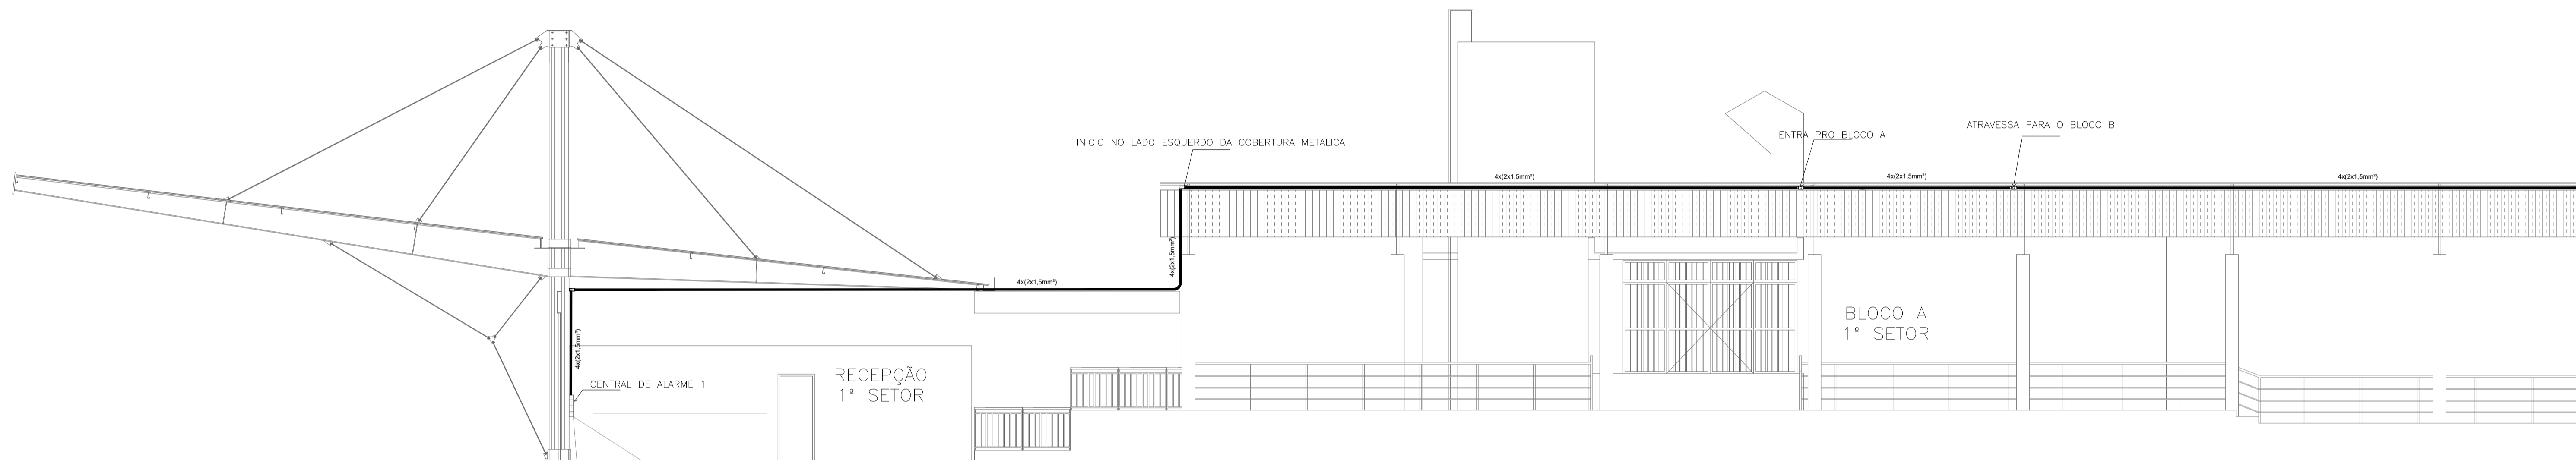 INICIO NO LADO ESQUERDO DA COBERTURA METALICA
ENTRA PRO BLOCO A
ATRAVESSA PARA O BLOCO B
4x(2x1,5mm²)
4x(2x1,5mm²)
4x(2x1,5mm²)
4x(2x1,5mm²)
4x(2x1,5mm²)
4x(2x1,5mm²)
CENTRAL DE ALARME 1
RECEPÇÃO
1º SETOR
BLOCO A
1º SETOR